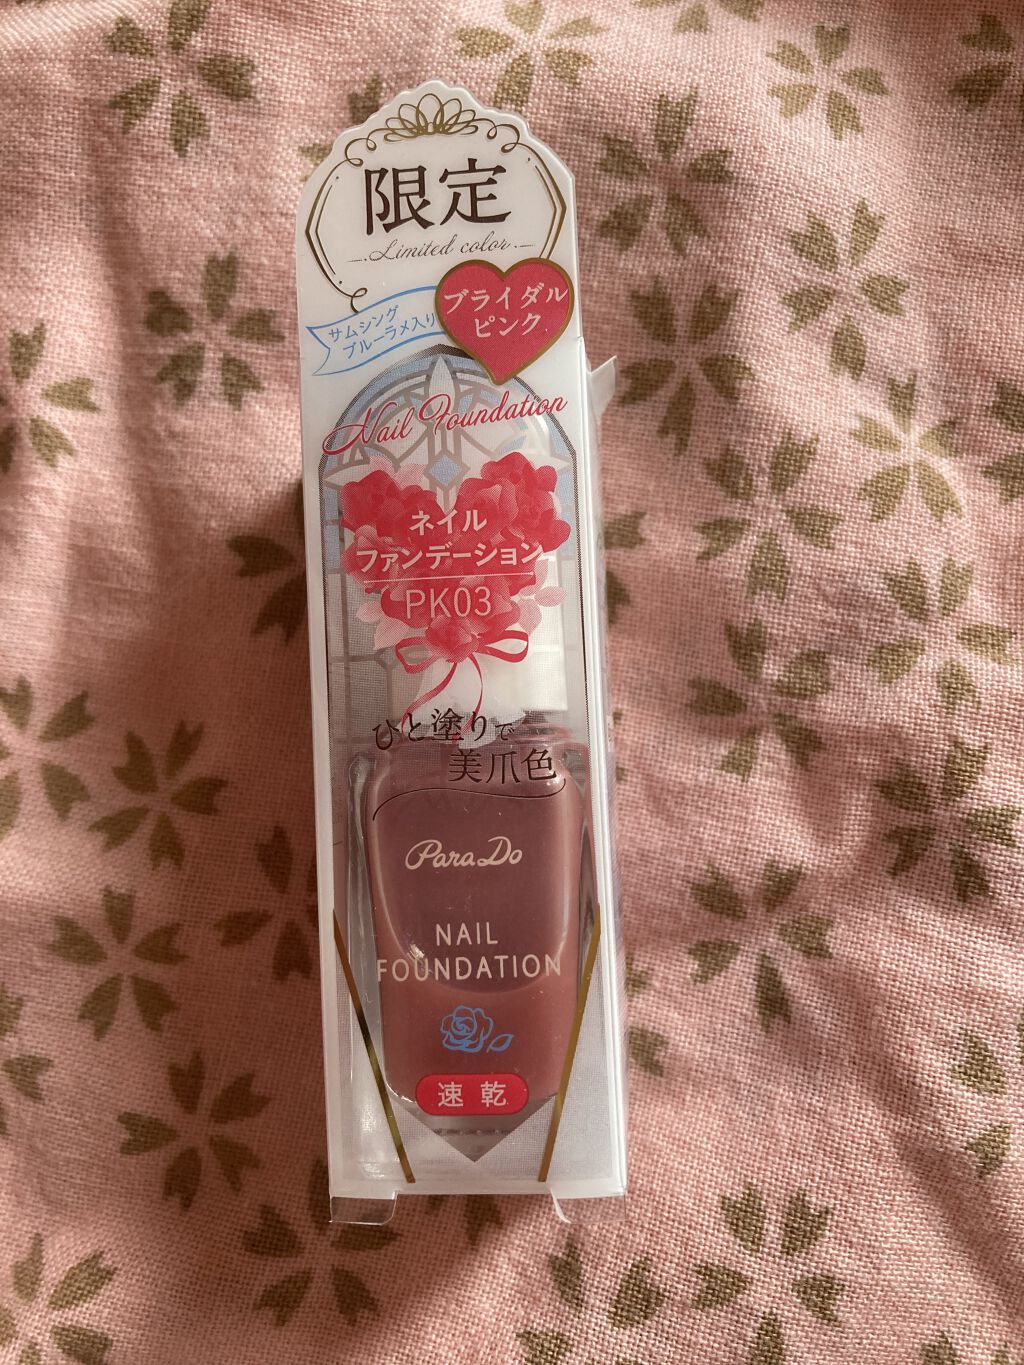 限定
Limited color
ブライダル
ピンク
サムシング
ブルーラメ入り
Nail Foundation
ネイル
ファンデーション
PK03
ひと塗りで
美爪色
Para Do
NAIL
FOUNDATION
速乾